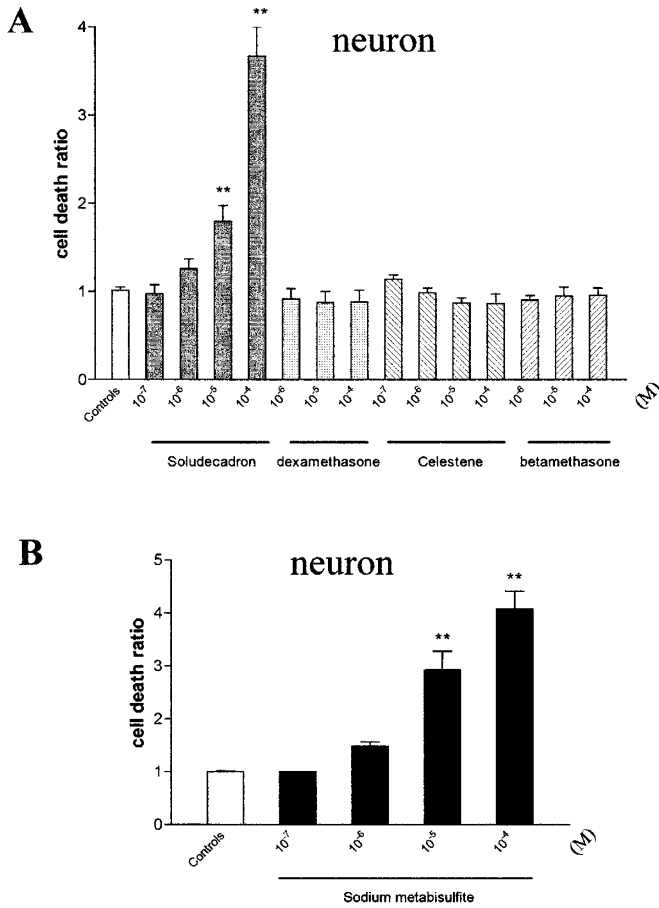 A
neuron
cell death ratio
4
3
2
1
0
**
**
Controls 10⁻⁷ 10⁻⁶ 10⁻⁵ 10⁻⁴ 10⁻⁶ 10⁻⁵ 10⁻⁴ 10⁻⁷ 10⁻⁶ 10⁻⁵ 10⁻⁴ 10⁻⁶ 10⁻⁵ 10⁻⁴ (M)
Soludecadron dexamethasone Celestene betamethasone
B
neuron
cell death ratio
5
4
3
2
1
0
**
**
Controls 10⁻⁷ 10⁻⁶ 10⁻⁵ 10⁻⁴ (M)
Sodium metabisulfite